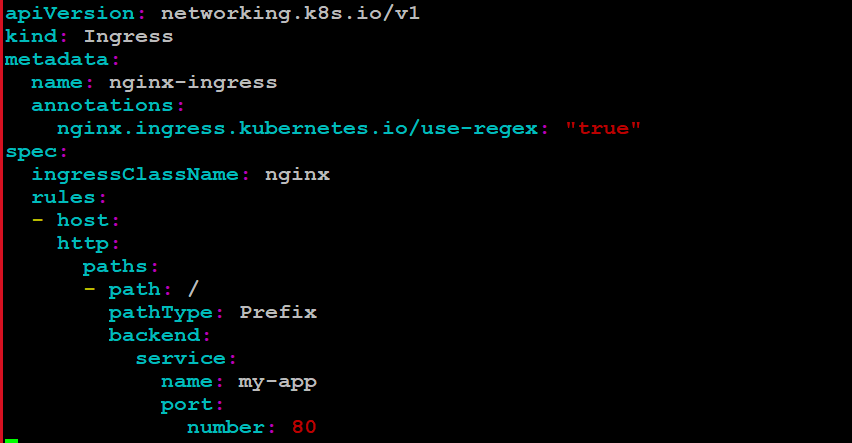 apiVersion: networking.k8s.io/v1
kind: Ingress
metadata:
  name: nginx-ingress
  annotations:
    nginx.ingress.kubernetes.io/use-regex: "true"
spec:
  ingressClassName: nginx
  rules:
  - host:
    http:
      paths:
      - path: /
        pathType: Prefix
        backend:
          service:
            name: my-app
            port:
              number: 80